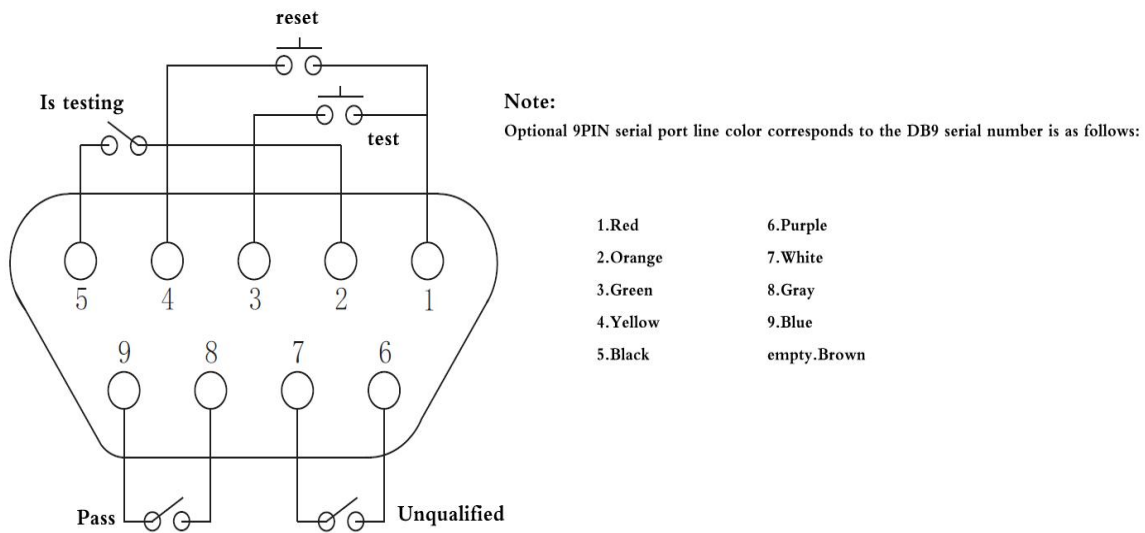 reset
Is testing
test
Note:
Optional 9PIN serial port line color corresponds to the DB9 serial number is as follows:
1.Red
2.Orange
3.Green
4.Yellow
5.Black
6.Purple
7.White
8.Gray
9.Blue
empty.Brown
5 4 3 2 1
9 8 7 6
Pass
Unqualified